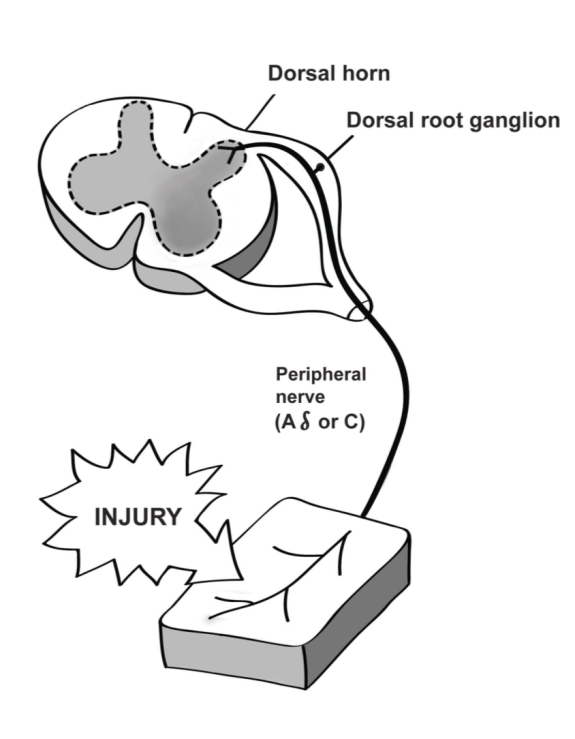 Dorsal horn
Dorsal root ganglion
Peripheral
nerve
(A δ or C)
INJURY